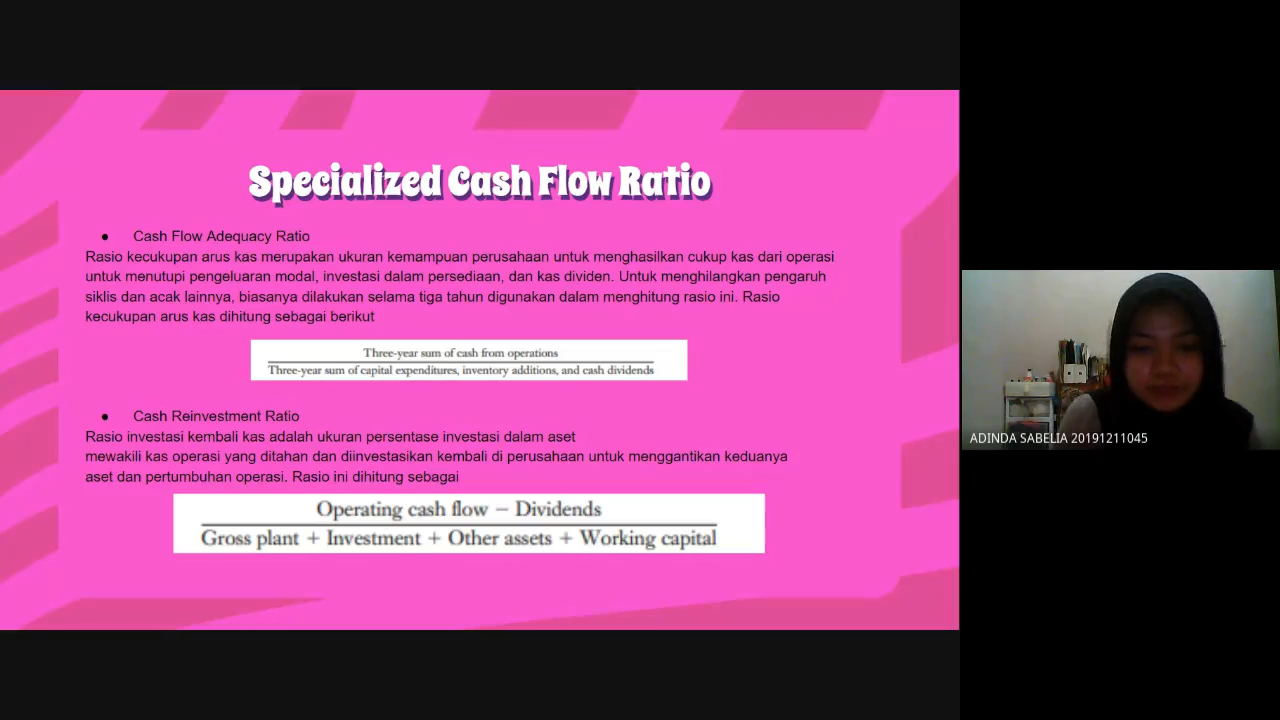 Specialized Cash Flow Ratio
● Cash Flow Adequacy Ratio
Rasio kecukupan arus kas merupakan ukuran kemampuan perusahaan untuk menghasilkan cukup kas dari operasi
untuk menutupi pengeluaran modal, investasi dalam persediaan, dan kas dividen. Untuk menghilangkan pengaruh
siklis dan acak lainnya, biasanya dilakukan selama tiga tahun digunakan dalam menghitung rasio ini. Rasio
kecukupan arus kas dihitung sebagai berikut
Three-year sum of cash from operations
Three-year sum of capital expenditures, inventory additions, and cash dividends
● Cash Reinvestment Ratio
Rasio investasi kembali kas adalah ukuran persentase investasi dalam aset
mewakili kas operasi yang ditahan dan diinvestasikan kembali di perusahaan untuk menggantikan keduanya
aset dan pertumbuhan operasi. Rasio ini dihitung sebagai
Operating cash flow − Dividends
Gross plant + Investment + Other assets + Working capital
ADINDA SABELIA 20191211045